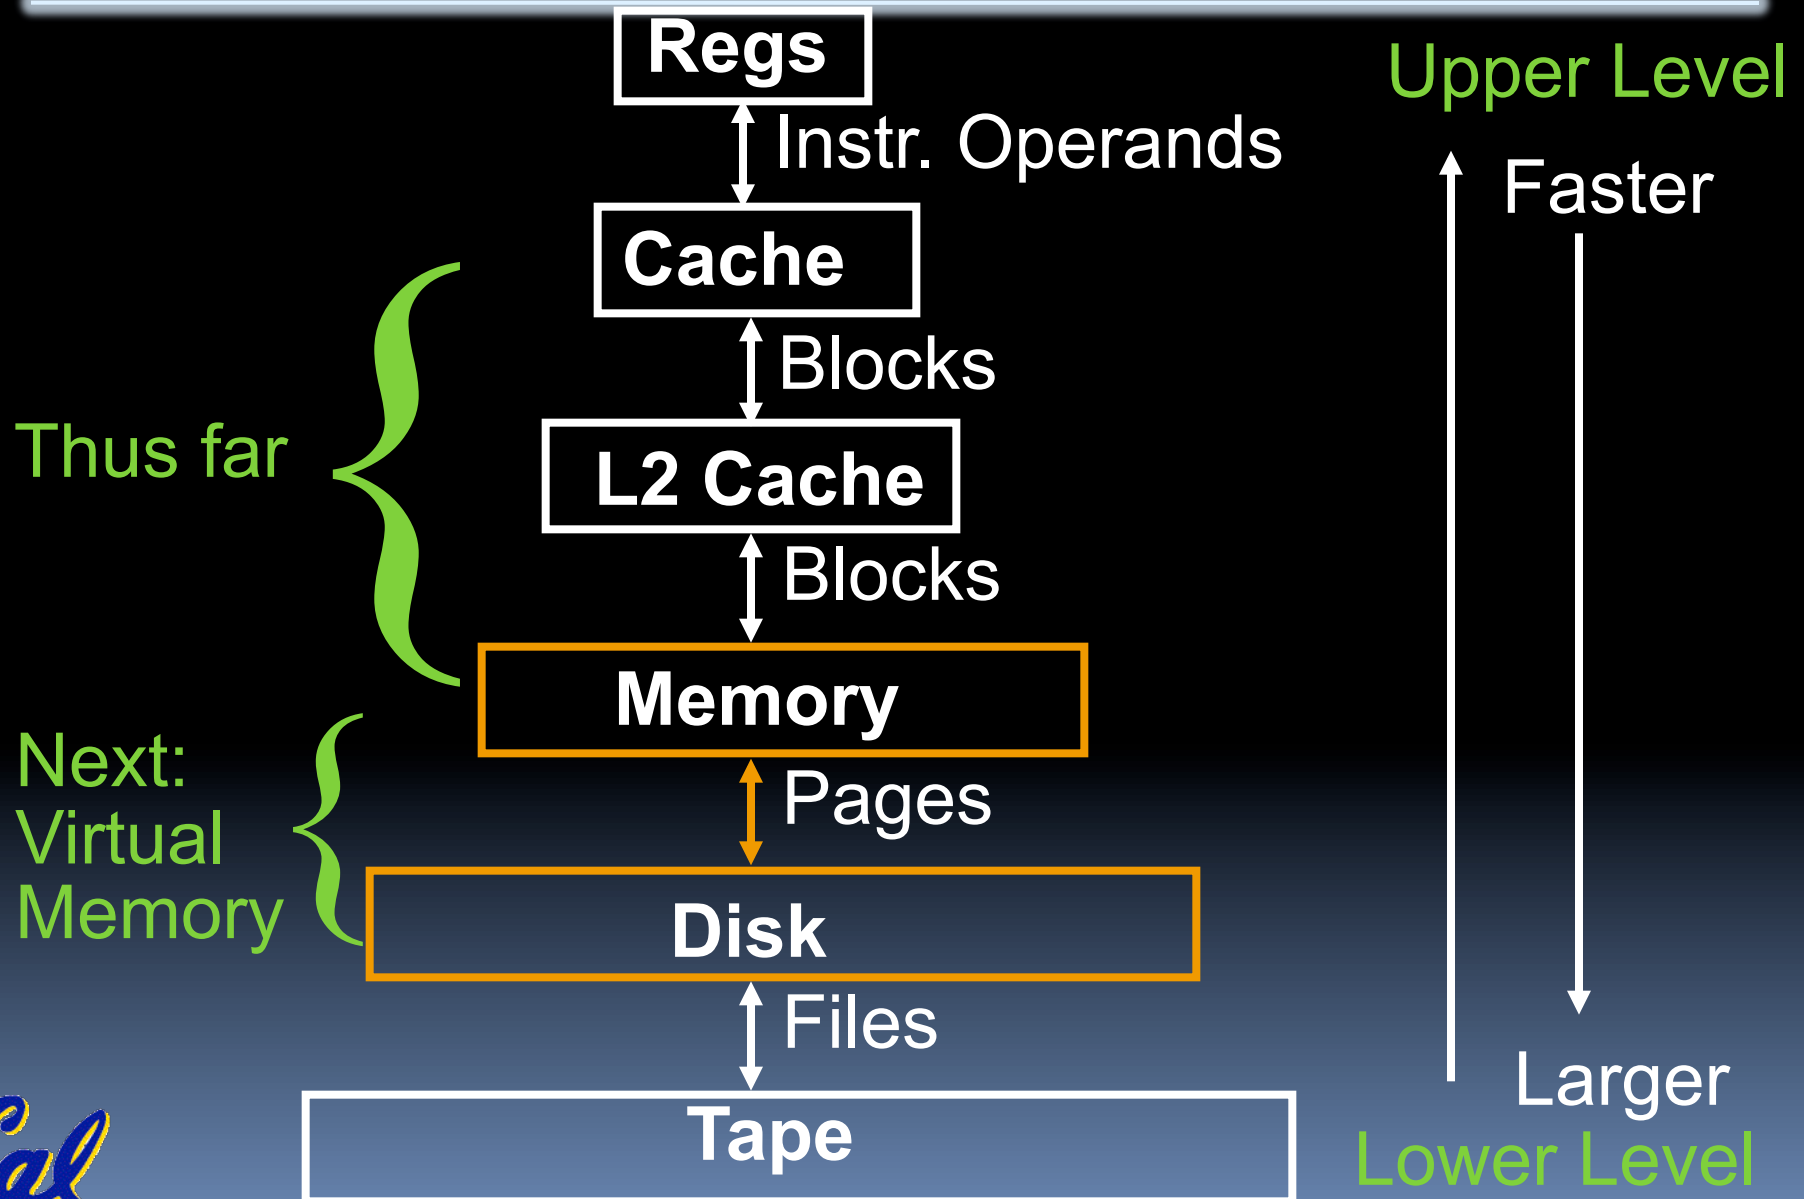 Regs
Upper Level
Instr. Operands
Faster
Cache
Blocks
Thus far
L2 Cache
Blocks
Memory
Next:
Virtual
Memory
Pages
Disk
Files
Larger
Tape
Lower Level
Cal